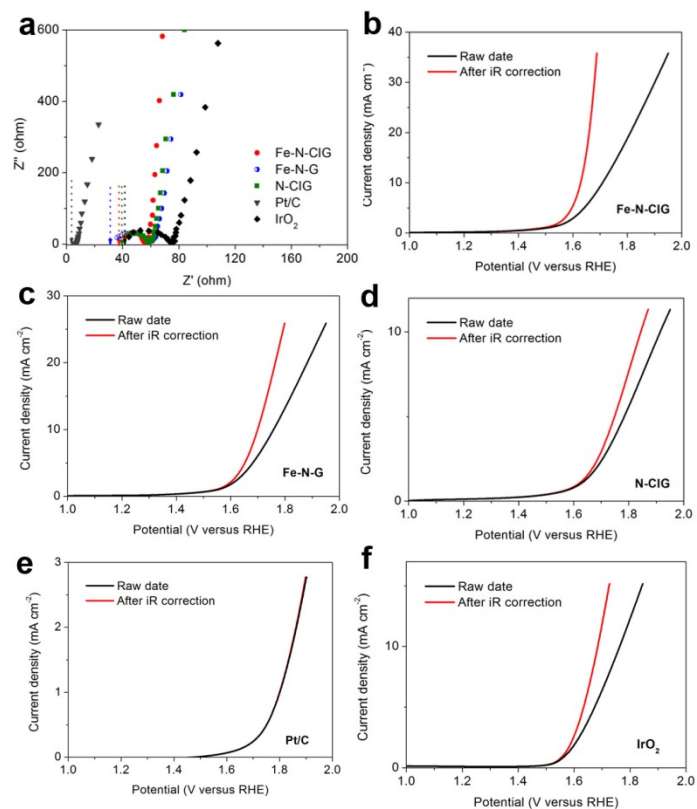 a
600
400
200
0
Z" (ohm)
0 40 80 120 160 200
Z' (ohm)
Fe-N-CIG
Fe-N-G
N-CIG
Pt/C
IrO₂
b
40
30
20
10
0
Current density (mA cm⁻²)
Raw date
After iR correction
Fe-N-CIG
1.0 1.2 1.4 1.6 1.8 2.0
Potential (V versus RHE)
c
30
20
10
0
Current density (mA cm⁻²)
Raw date
After iR correction
Fe-N-G
1.0 1.2 1.4 1.6 1.8 2.0
Potential (V versus RHE)
d
10
0
Current density (mA cm⁻²)
Raw date
After iR correction
N-CIG
1.0 1.2 1.4 1.6 1.8 2.0
Potential (V versus RHE)
e
3
2
1
0
Current density (mA cm⁻²)
Raw date
After iR correction
Pt/C
1.0 1.2 1.4 1.6 1.8 2.0
Potential (V versus RHE)
f
10
0
Current density (mA cm⁻²)
Raw date
After iR correction
IrO₂
1.0 1.2 1.4 1.6 1.8 2.0
Potential (V versus RHE)